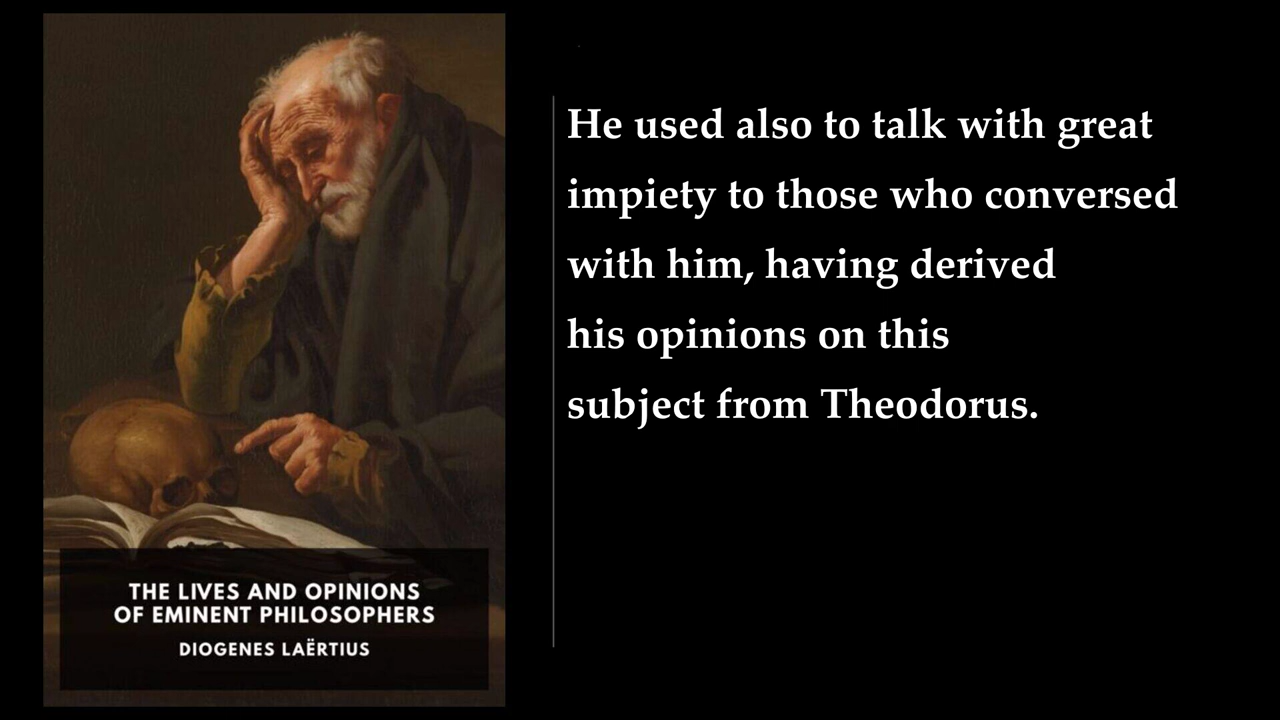 He used also to talk with great
impiety to those who conversed
with him, having derived
his opinions on this
subject from Theodorus.
THE LIVES AND OPINIONS
OF EMINENT PHILOSOPHERS
DIOGENES LAËRTIUS